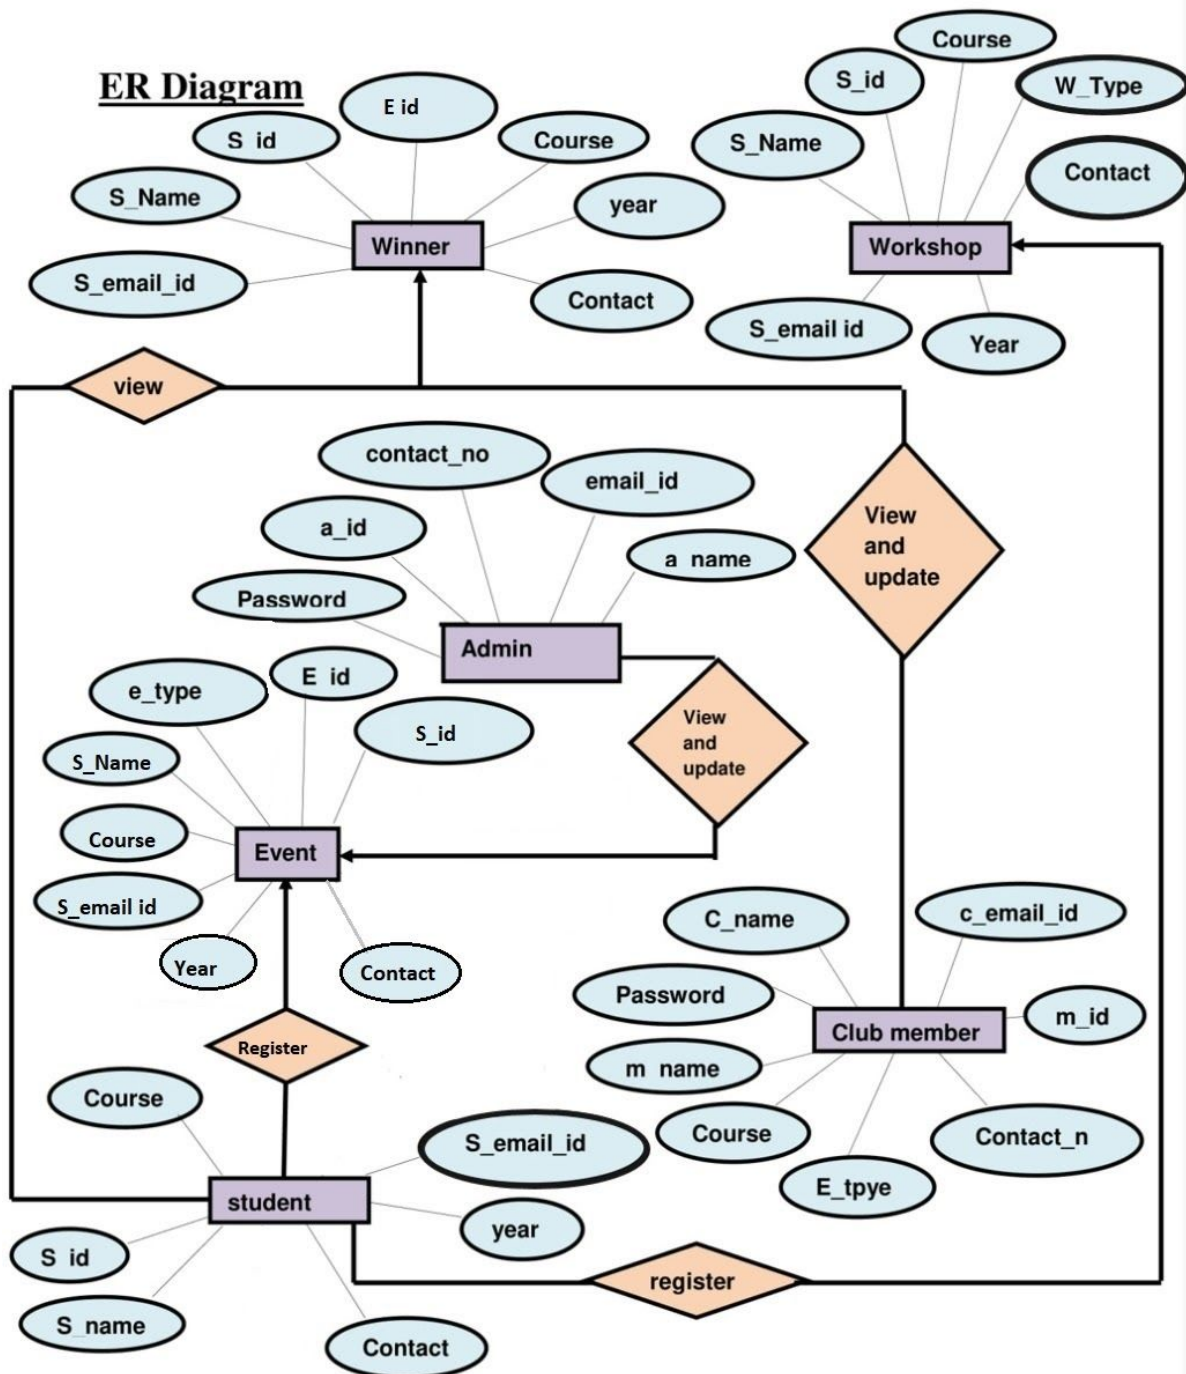 ER Diagram
Course
S_id
W_Type
E id
S id
Course
S_Name
Contact
S_Name
year
Winner
Workshop
S_email_id
Contact
S_email id
Year
view
contact_no
email_id
a_id
a name
Password
View
and
update
Admin
E id
e_type
S_id
View
and
update
S_Name
Course
Event
S_email id
C_name
c_email_id
Year
Contact
Password
m_id
Club member
Register
m name
Course
Contact_n
E_tpye
Course
S_email_id
student
year
S id
register
S_name
Contact